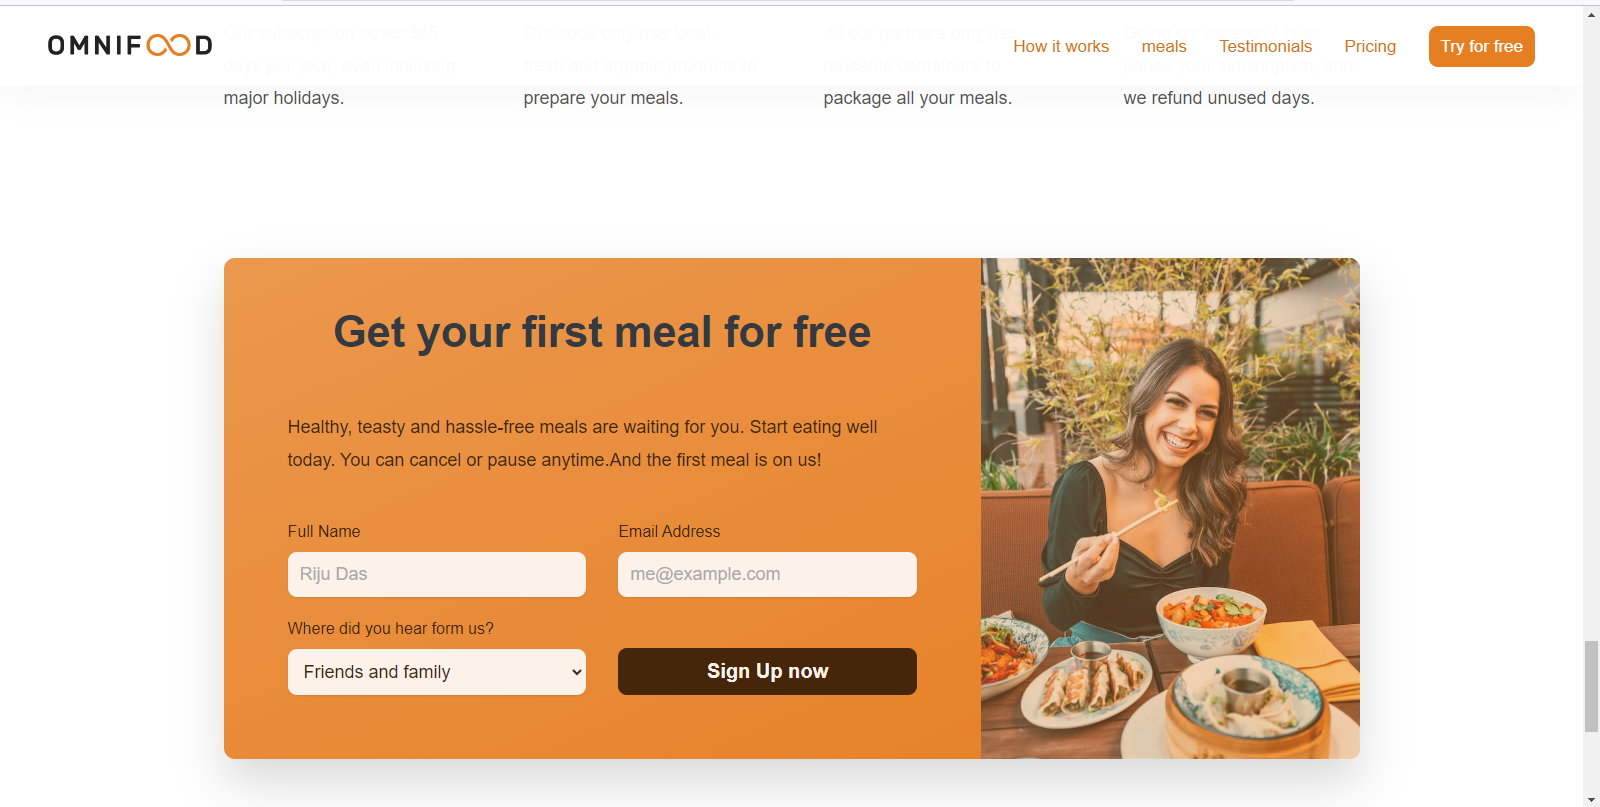 OMNIFOOD
How it works
meals
Testimonials
Pricing
Try for free
Our subscription cover 365
days per year, even incluxing
major holidays.
Our cook only use local,
fresh and organic products to
prepare your meals.
All our partners only use
reusable containers to
package all your meals.
pause your subscription, and
we refund unused days.
Get your first meal for free
Healthy, teasty and hassle-free meals are waiting for you. Start eating well
today. You can cancel or pause anytime.And the first meal is on us!
Full Name
Email Address
Riju Das
me@example.com
Where did you hear form us?
Friends and family
Sign Up now